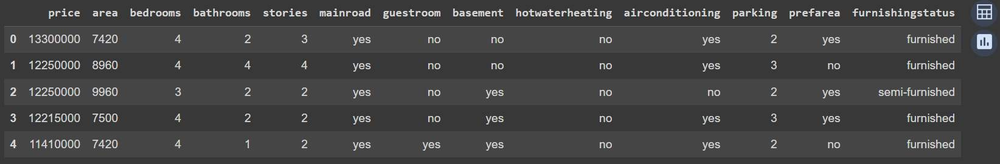 price area bedrooms bathrooms stories mainroad guestroom basement hotwaterheating airconditioning parking prefarea furnishingstatus
0 13300000 7420 4 2 3 yes no no no yes 2 yes furnished
1 12250000 8960 4 4 4 yes no no no yes 3 no furnished
2 12250000 9960 3 2 2 yes no yes no no 2 yes semi-furnished
3 12215000 7500 4 2 2 yes no yes no yes 3 yes furnished
4 11410000 7420 4 1 2 yes yes yes no yes 2 no furnished